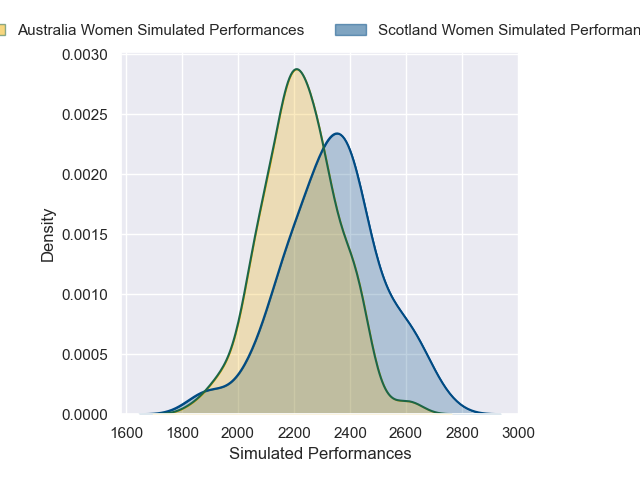 Australia Women Simulated Performances
Scotland Women Simulated
0.0030
0.0025
0.0020
0.0015
0.0010
0.0005
0.0000
Density
1600 1800 2000 2200 2400 2600 2800 3000
Simulated Performances